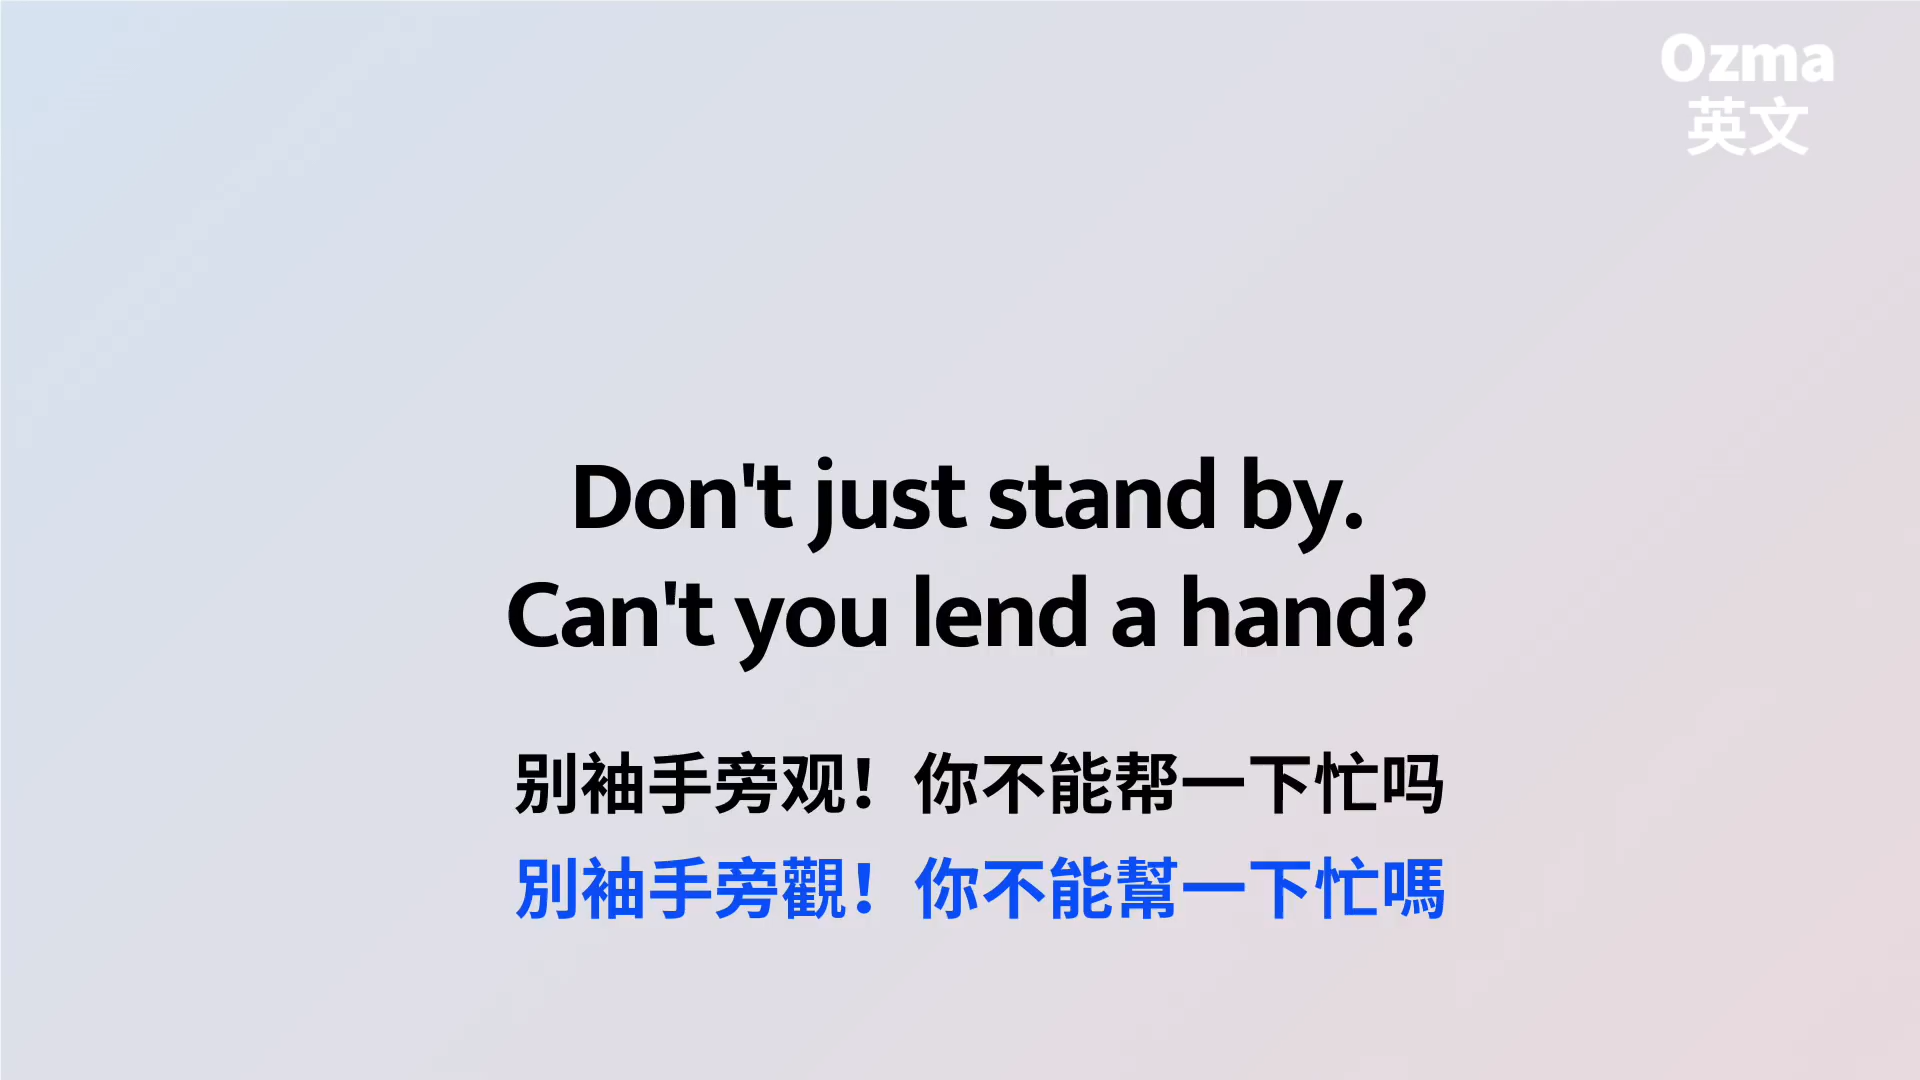 Ozma
英文
Don't just stand by.
Can't you lend a hand?
别袖手旁观！你不能帮一下忙吗
別袖手旁觀！你不能幫一下忙嗎